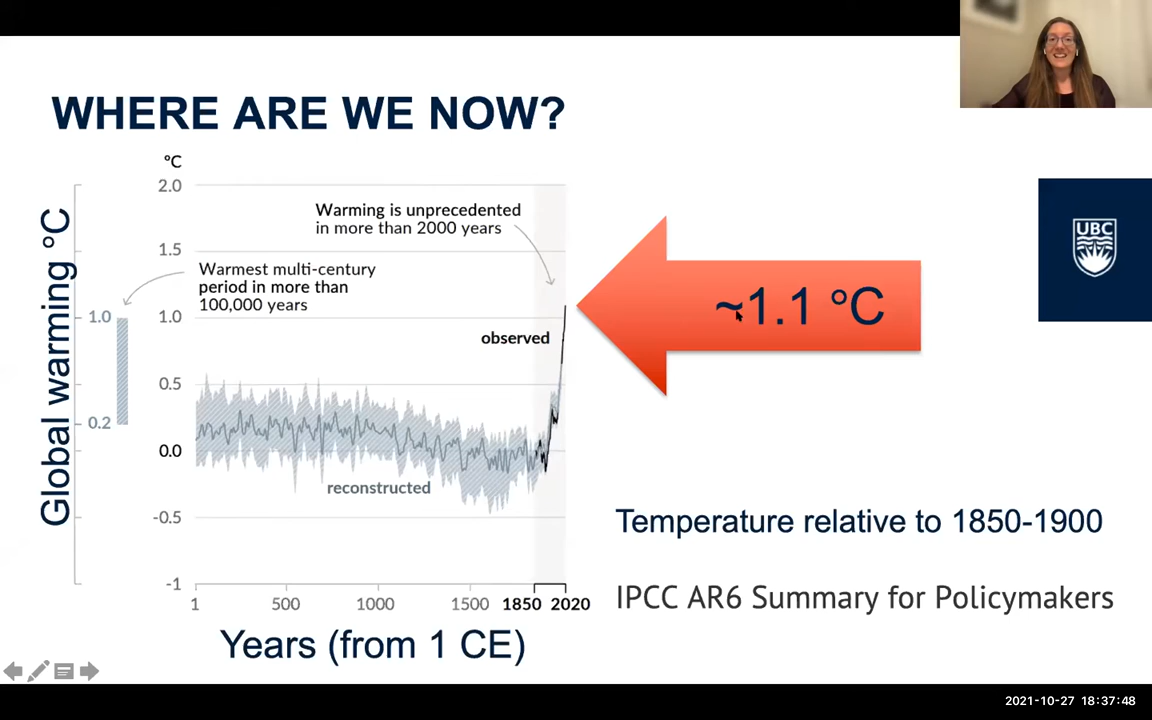 WHERE ARE WE NOW?
°C
2.0
1.5
1.0
0.5
0.0
-0.5
-1
Global warming °C
1.0
0.2
Warming is unprecedented
in more than 2000 years
Warmest multi-century
period in more than
100,000 years
observed
reconstructed
1 500 1000 1500 1850 2020
Years (from 1 CE)
~1.1 °C
UBC
Temperature relative to 1850-1900
IPCC AR6 Summary for Policymakers
2021-10-27 18:37:48